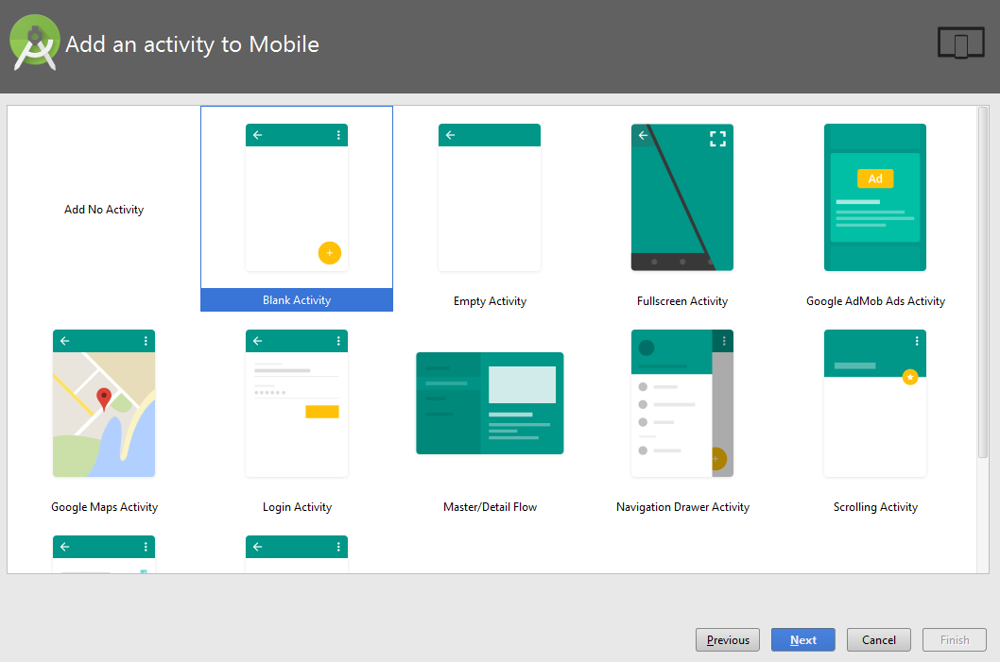 Add an activity to Mobile
Add No Activity
Blank Activity
Empty Activity
Fullscreen Activity
Ad
Google AdMob Ads Activity
Google Maps Activity
Login Activity
Master/Detail Flow
Navigation Drawer Activity
Scrolling Activity
Previous
Next
Cancel
Finish